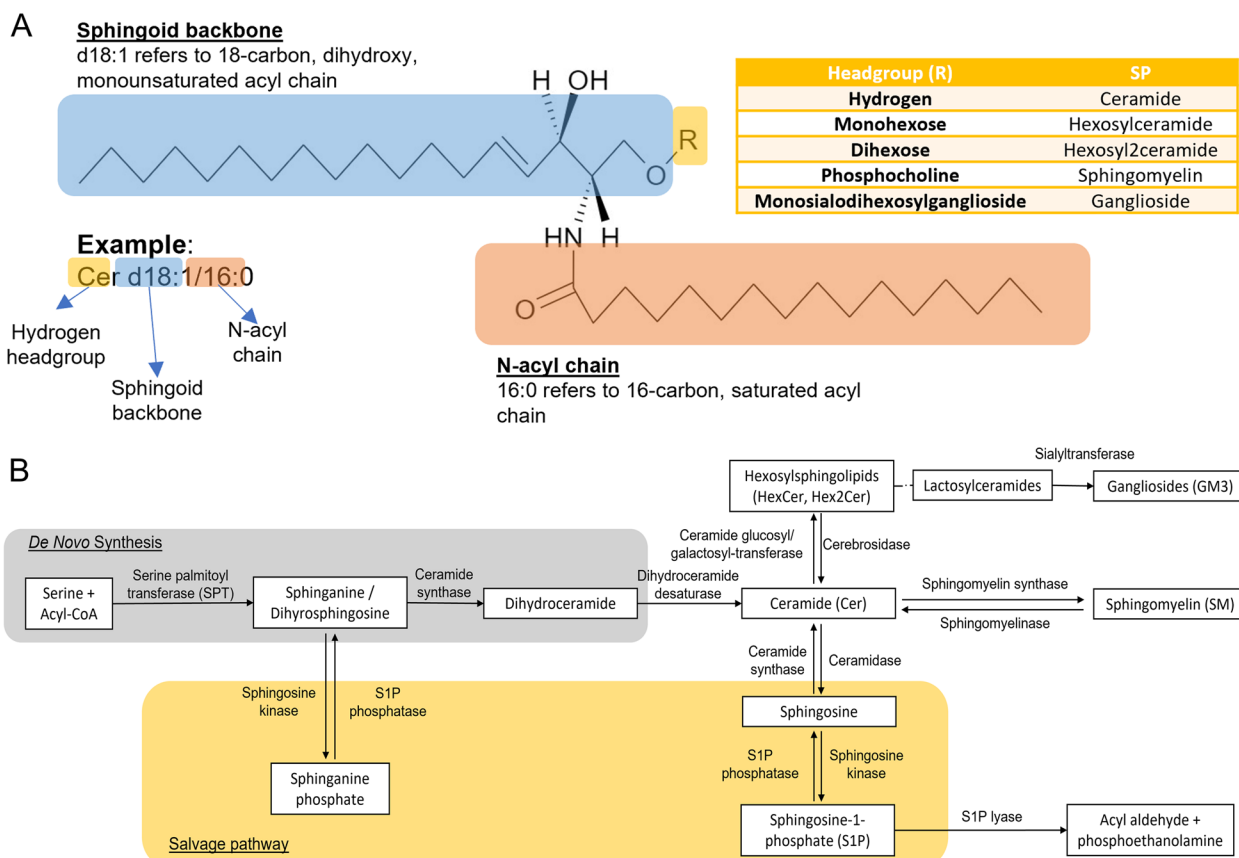 A
Sphingoid backbone
d18:1 refers to 18-carbon, dihydroxy,
monounsaturated acyl chain
H
OH
R
O
HN
H
O
Headgroup (R) SP
Hydrogen Ceramide
Monohexose Hexosylceramide
Dihexose Hexosyl2ceramide
Phosphocholine Sphingomyelin
Monosialodihexosylganglioside Ganglioside
Example:
Cer d18:1/16:0
Hydrogen
headgroup
Sphingoid
backbone
N-acyl
chain
N-acyl chain
16:0 refers to 16-carbon, saturated acyl
chain
B
De Novo Synthesis
Serine +
Acyl-CoA
Serine palmitoyl
transferase (SPT)
Sphinganine /
Dihyrosphingosine
Ceramide
synthase
Dihydroceramide
Dihydroceramide
desaturase
Ceramide (Cer)
Hexosylsphingolipids
(HexCer, Hex2Cer)
Lactosylceramides
Sialyltransferase
Gangliosides (GM3)
Ceramide glucosyl/
galactosyl-transferase
Cerebrosidase
Sphingomyelin synthase
Sphingomyelinase
Sphingomyelin (SM)
Ceramide
synthase
Ceramidase
Sphingosine
kinase
S1P
phosphatase
Sphinganine
phosphate
Sphingosine
S1P
phosphatase
Sphingosine
kinase
Sphingosine-1-
phosphate (S1P)
S1P lyase
Acyl aldehyde +
phosphoethanolamine
Salvage pathway